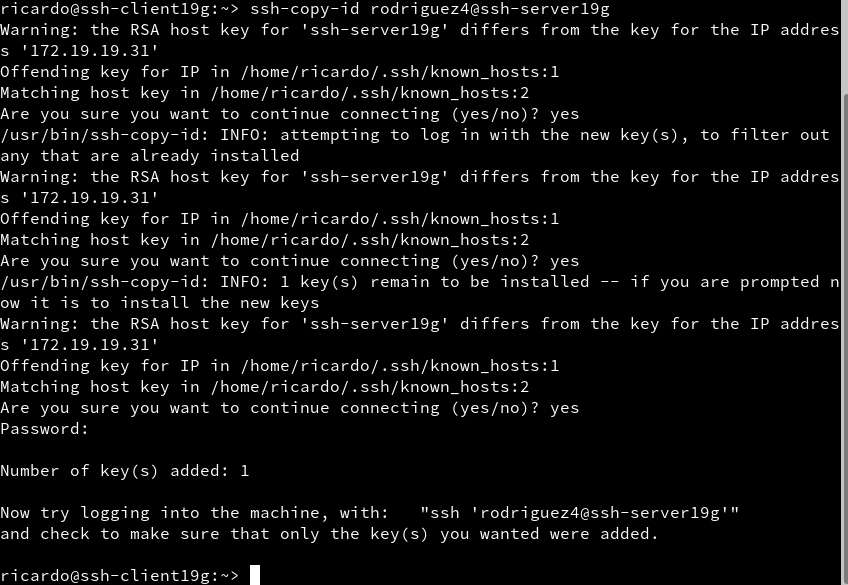 ricardo@ssh-client19g:~> ssh-copy-id rodriguez4@ssh-server19g
Warning: the RSA host key for 'ssh-server19g' differs from the key for the IP addres
s '172.19.19.31'
Offending key for IP in /home/ricardo/.ssh/known_hosts:1
Matching host key in /home/ricardo/.ssh/known_hosts:2
Are you sure you want to continue connecting (yes/no)? yes
/usr/bin/ssh-copy-id: INFO: attempting to log in with the new key(s), to filter out
any that are already installed
Warning: the RSA host key for 'ssh-server19g' differs from the key for the IP addres
s '172.19.19.31'
Offending key for IP in /home/ricardo/.ssh/known_hosts:1
Matching host key in /home/ricardo/.ssh/known_hosts:2
Are you sure you want to continue connecting (yes/no)? yes
/usr/bin/ssh-copy-id: INFO: 1 key(s) remain to be installed -- if you are prompted n
ow it is to install the new keys
Warning: the RSA host key for 'ssh-server19g' differs from the key for the IP addres
s '172.19.19.31'
Offending key for IP in /home/ricardo/.ssh/known_hosts:1
Matching host key in /home/ricardo/.ssh/known_hosts:2
Are you sure you want to continue connecting (yes/no)? yes
Password:
Number of key(s) added: 1
Now try logging into the machine, with:   "ssh 'rodriguez4@ssh-server19g'"
and check to make sure that only the key(s) you wanted were added.
ricardo@ssh-client19g:~>